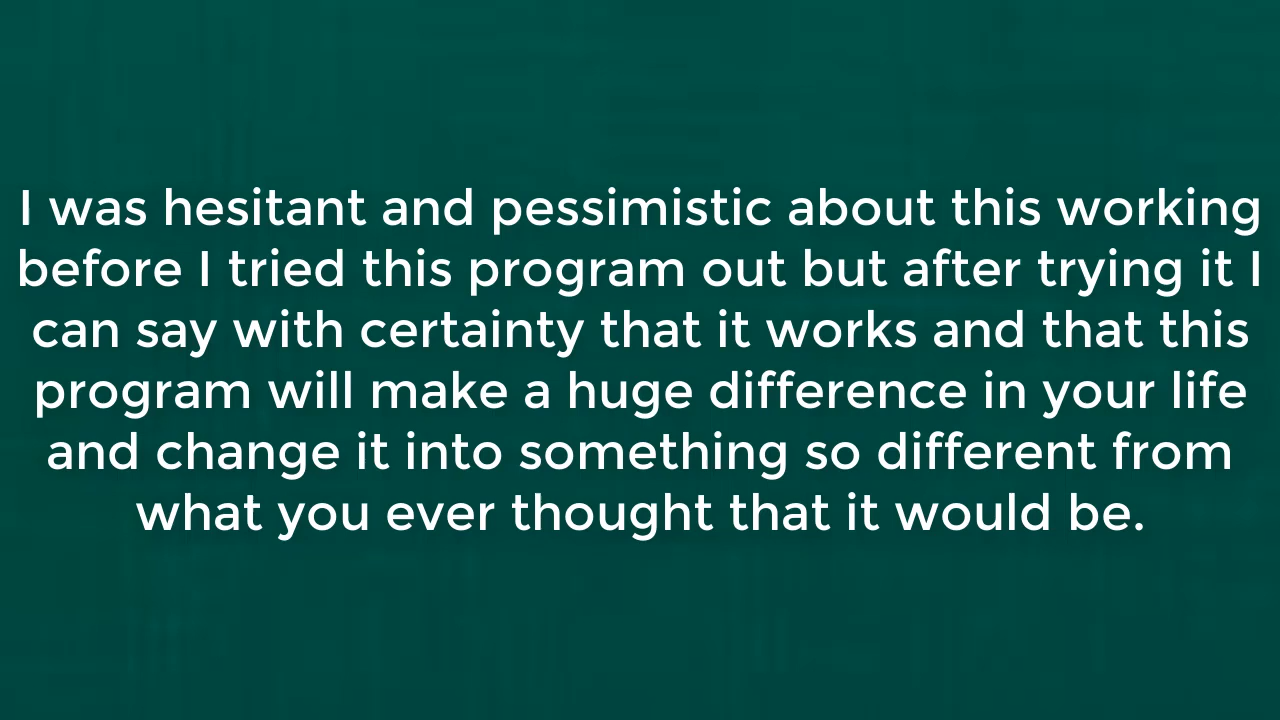 I was hesitant and pessimistic about this working
before I tried this program out but after trying it I
can say with certainty that it works and that this
program will make a huge difference in your life
and change it into something so different from
what you ever thought that it would be.